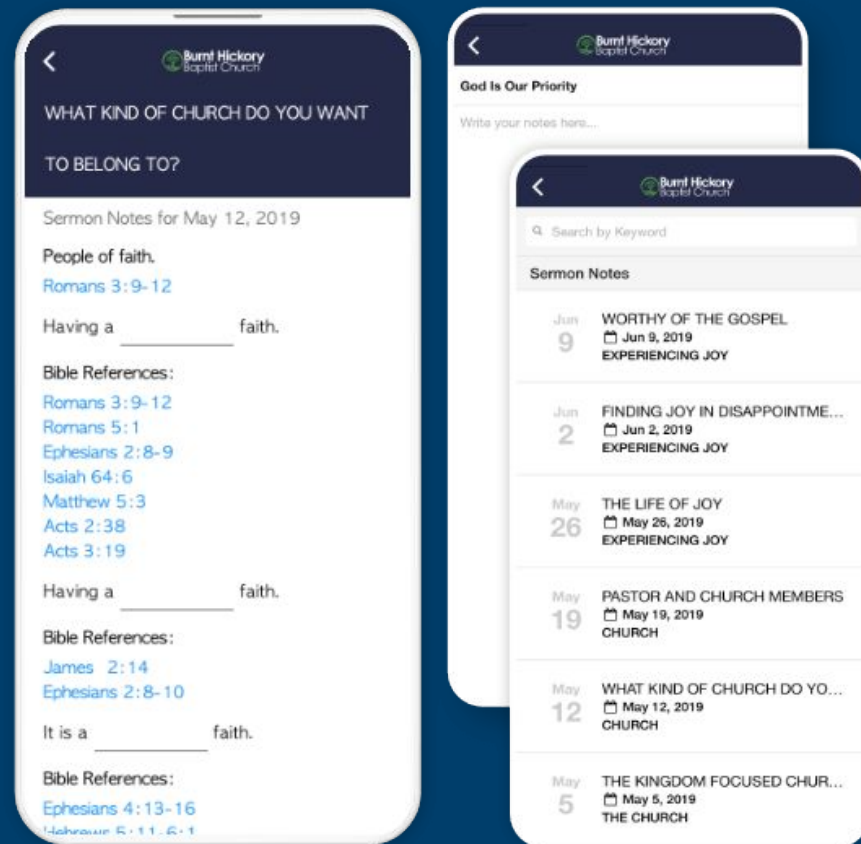 Burnt Hickory
Baptist Church
WHAT KIND OF CHURCH DO YOU WANT
TO BELONG TO?
Sermon Notes for May 12, 2019
People of faith.
Romans 3:9-12
Having a ________ faith.
Bible References:
Romans 3:9-12
Romans 5:1
Ephesians 2:8-9
Isaiah 64:6
Matthew 5:3
Acts 2:38
Acts 3:19
Having a ________ faith.
Bible References:
James 2:14
Ephesians 2:8-10
It is a ________ faith.
Bible References:
Ephesians 4:13-16
Hebrews 5:11-6:1
Burnt Hickory
Baptist Church
God Is Our Priority
Write your notes here...
Burnt Hickory
Baptist Church
Search by Keyword
Sermon Notes
Jun
9
WORTHY OF THE GOSPEL
Jun 9, 2019
EXPERIENCING JOY
Jun
2
FINDING JOY IN DISAPPOINTME...
Jun 2, 2019
EXPERIENCING JOY
May
26
THE LIFE OF JOY
May 26, 2019
EXPERIENCING JOY
May
19
PASTOR AND CHURCH MEMBERS
May 19, 2019
CHURCH
May
12
WHAT KIND OF CHURCH DO YO...
May 12, 2019
CHURCH
May
5
THE KINGDOM FOCUSED CHUR...
May 5, 2019
THE CHURCH